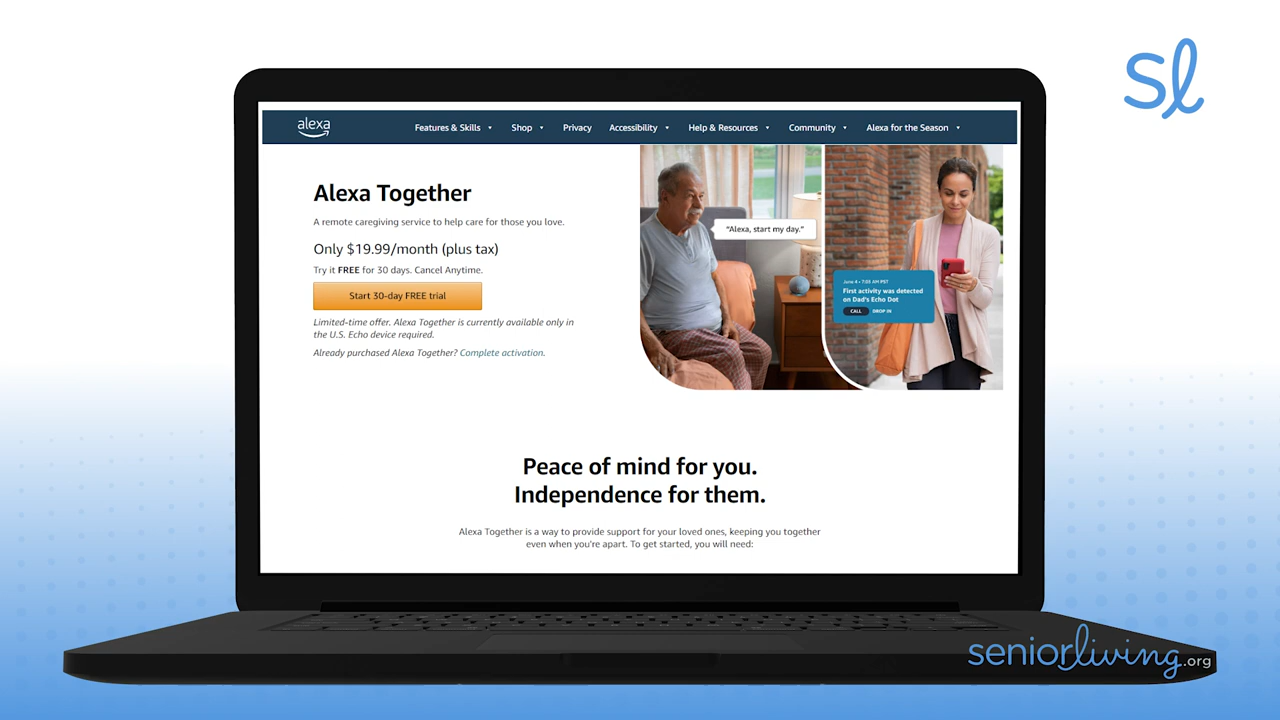 Sl
alexa
Features & Skills
Shop
Privacy
Accessibility
Help & Resources
Community
Alexa for the Season
Alexa Together
A remote caregiving service to help care for those you love.
Only $19.99/month (plus tax)
Try it FREE for 30 days. Cancel Anytime.
Start 30-day FREE trial
Limited-time offer. Alexa Together is currently available only in
the U.S. Echo device required.
Already purchased Alexa Together? Complete activation.
"Alexa, start my day."
June 4 • 7:03 AM PST
First activity was detected
on Dad's Echo Dot
CALL
DROP IN
Peace of mind for you.
Independence for them.
Alexa Together is a way to provide support for your loved ones, keeping you together
even when you're apart. To get started, you will need:
seniorliving.org